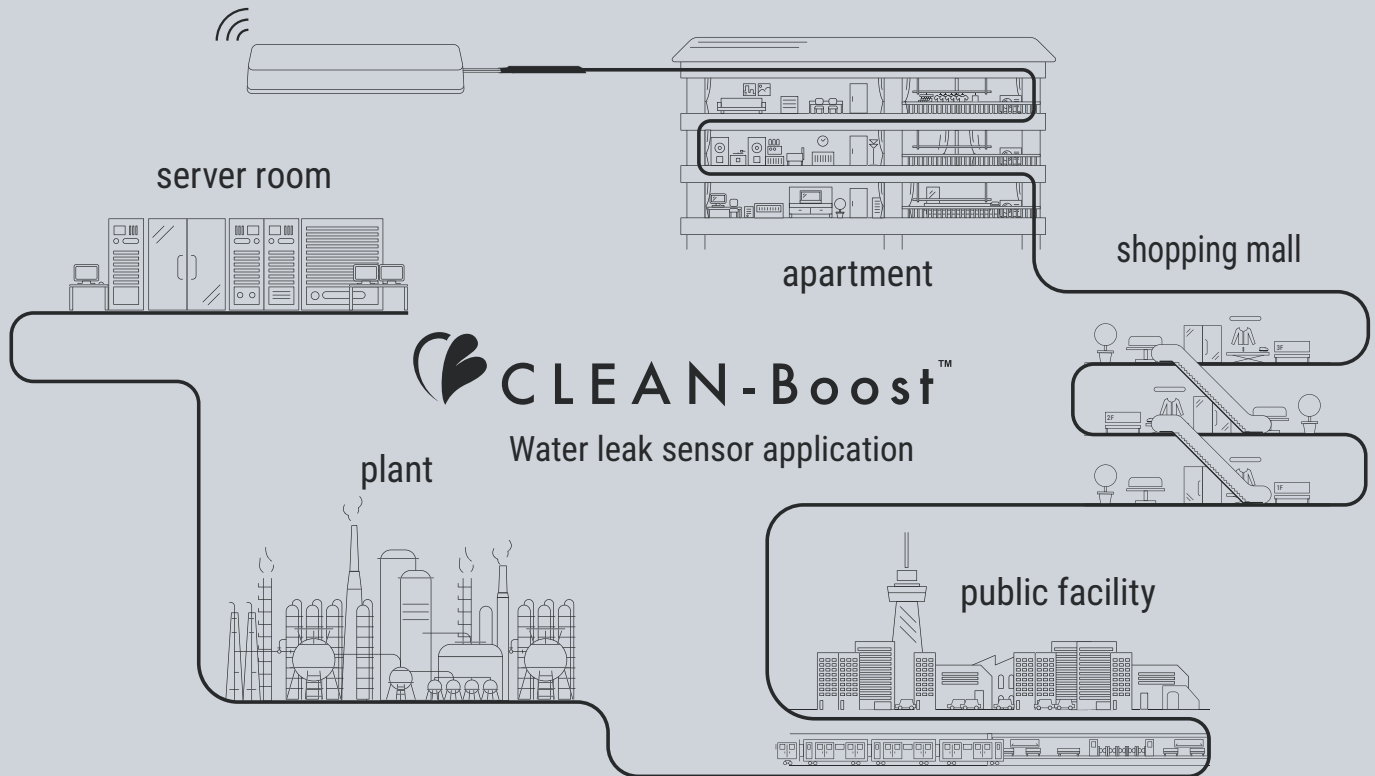 server room
apartment
shopping mall
3F
CLEAN-Boost™
2F
Water leak sensor application
plant
1F
public facility